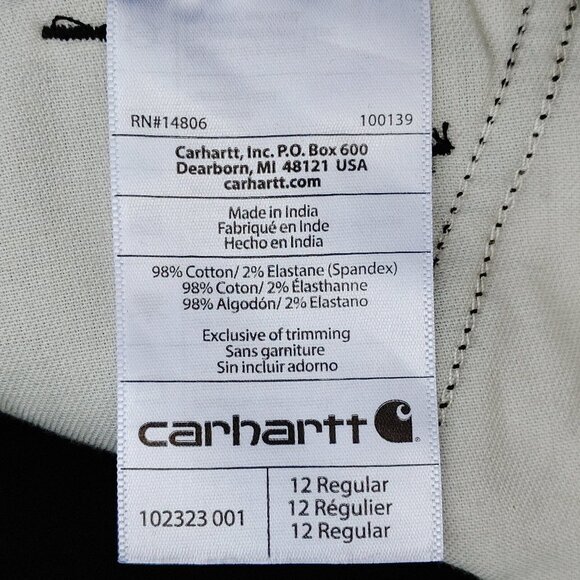 RN#14806 100139
Carhartt, Inc. P.O. Box 600
Dearborn, MI 48121 USA
carhartt.com
Made in India
Fabriqué en Inde
Hecho en India
98% Cotton/ 2% Elastane (Spandex)
98% Coton/ 2% Élasthanne
98% Algodón/ 2% Elastano
Exclusive of trimming
Sans garniture
Sin incluir adorno
carhartt
102323 001
12 Regular
12 Régulier
12 Regular